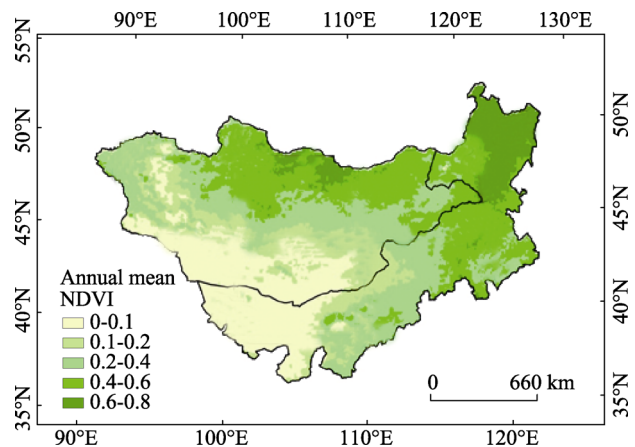 90°E 100°E 110°E 120°E 130°E
55°N
50°N 50°N
45°N 45°N
40°N 40°N
35°N 35°N
Annual mean
NDVI
0-0.1
0.1-0.2
0.2-0.4
0.4-0.6
0.6-0.8
0 660 km
90°E 100°E 110°E 120°E